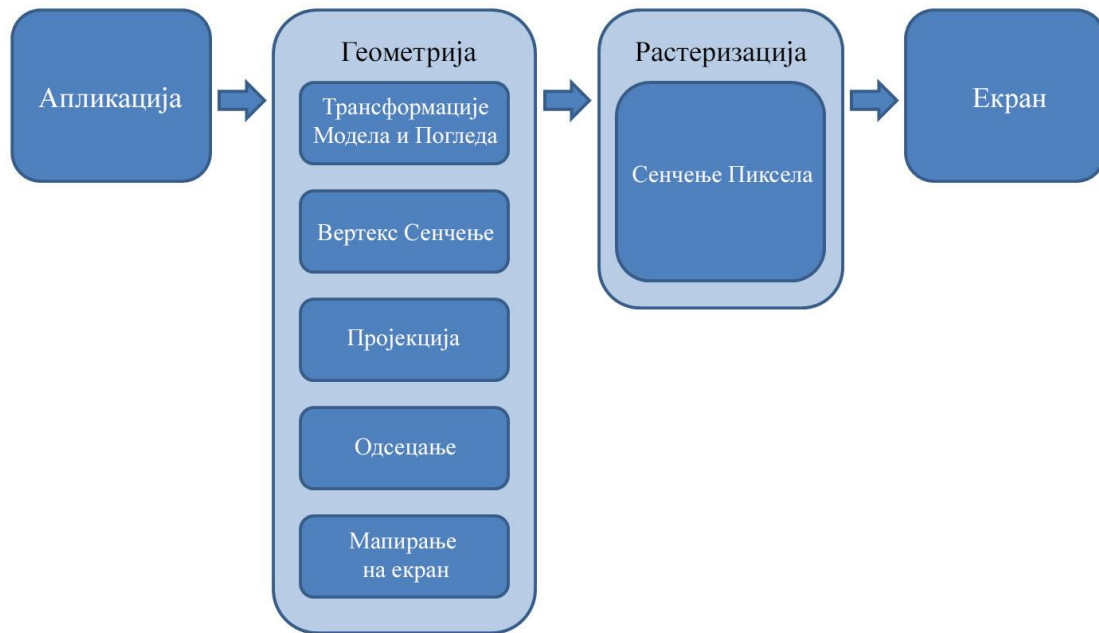 Апликација
Геометрија
Трансформације
Модела и Погледа
Вертекс Сенчење
Пројекција
Одсецање
Мапирање
на екран
Растеризација
Сенчење Пиксела
Екран